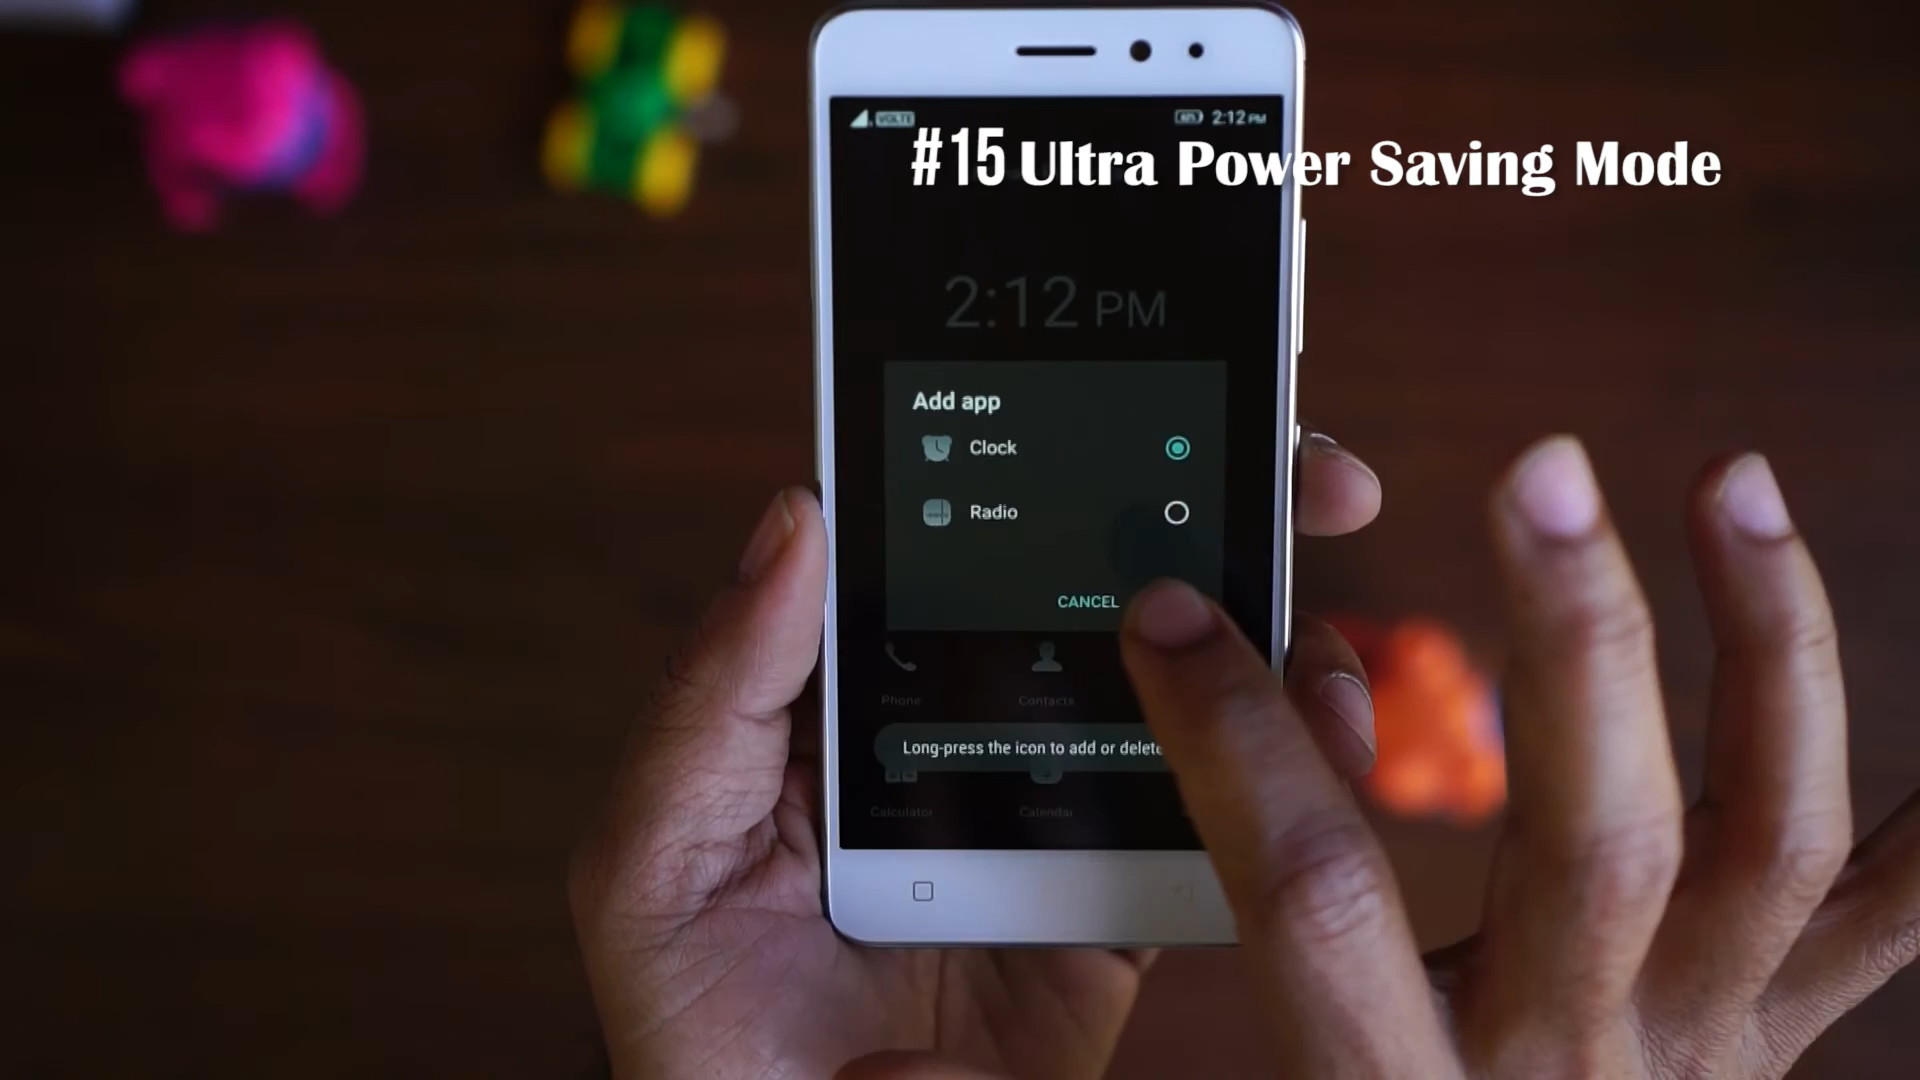 VOLTE
2:12 PM
#15 Ultra Power Saving Mode
2:12 PM
Add app
Clock
Radio
CANCEL
Phone
Contacts
Long-press the icon to add or delete
Calculator
Calendar